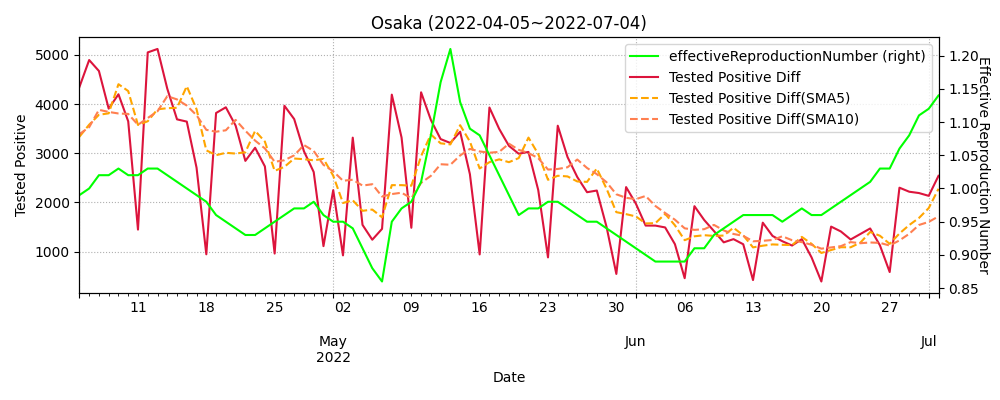 Osaka (2022-04-05~2022-07-04)
effectiveReproductionNumber (right)
Tested Positive Diff
Tested Positive Diff(SMA5)
Tested Positive Diff(SMA10)
Tested Positive
5000
4000
3000
2000
1000
Effective Reproduction Number
1.20
1.15
1.10
1.05
1.00
0.95
0.90
0.85
11 18 25 02 09 16 23 30 06 13 20 27
May Jun Jul
2022
Date